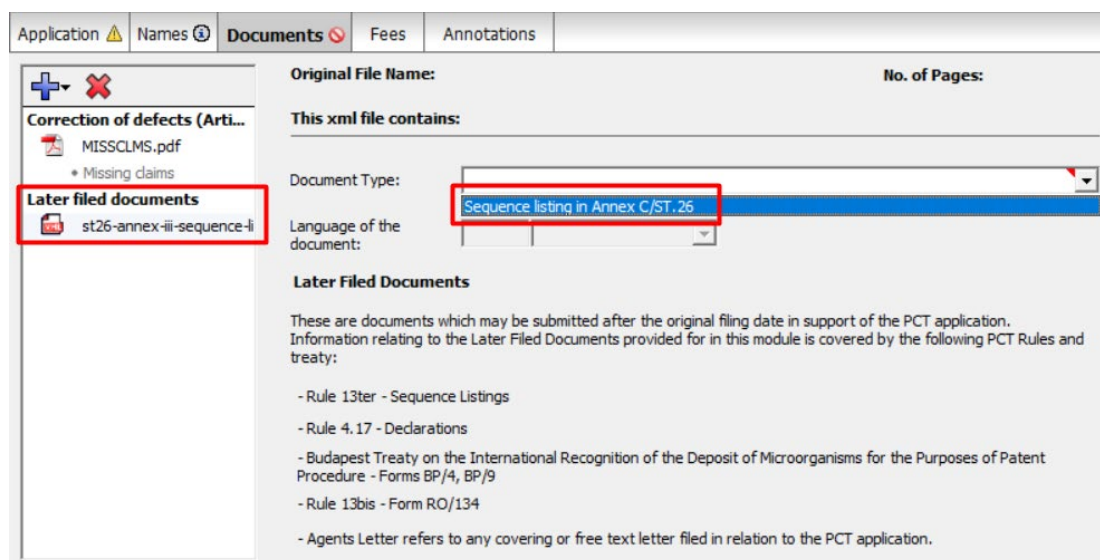 Application Names Documents Fees Annotations
Original File Name: No. of Pages:
Correction of defects (Arti...
This xml file contains:
MISSCLMS.pdf
• Missing claims
Document Type:
Later filed documents
Sequence listing in Annex C/ST.26
st26-annex-iii-sequence-li
Language of the
document:
Later Filed Documents
These are documents which may be submitted after the original filing date in support of the PCT application.
Information relating to the Later Filed Documents provided for in this module is covered by the following PCT Rules and
treaty:
- Rule 13ter - Sequence Listings
- Rule 4.17 - Declarations
- Budapest Treaty on the International Recognition of the Deposit of Microorganisms for the Purposes of Patent
Procedure - Forms BP/4, BP/9
- Rule 13bis - Form RO/134
- Agents Letter refers to any covering or free text letter filed in relation to the PCT application.